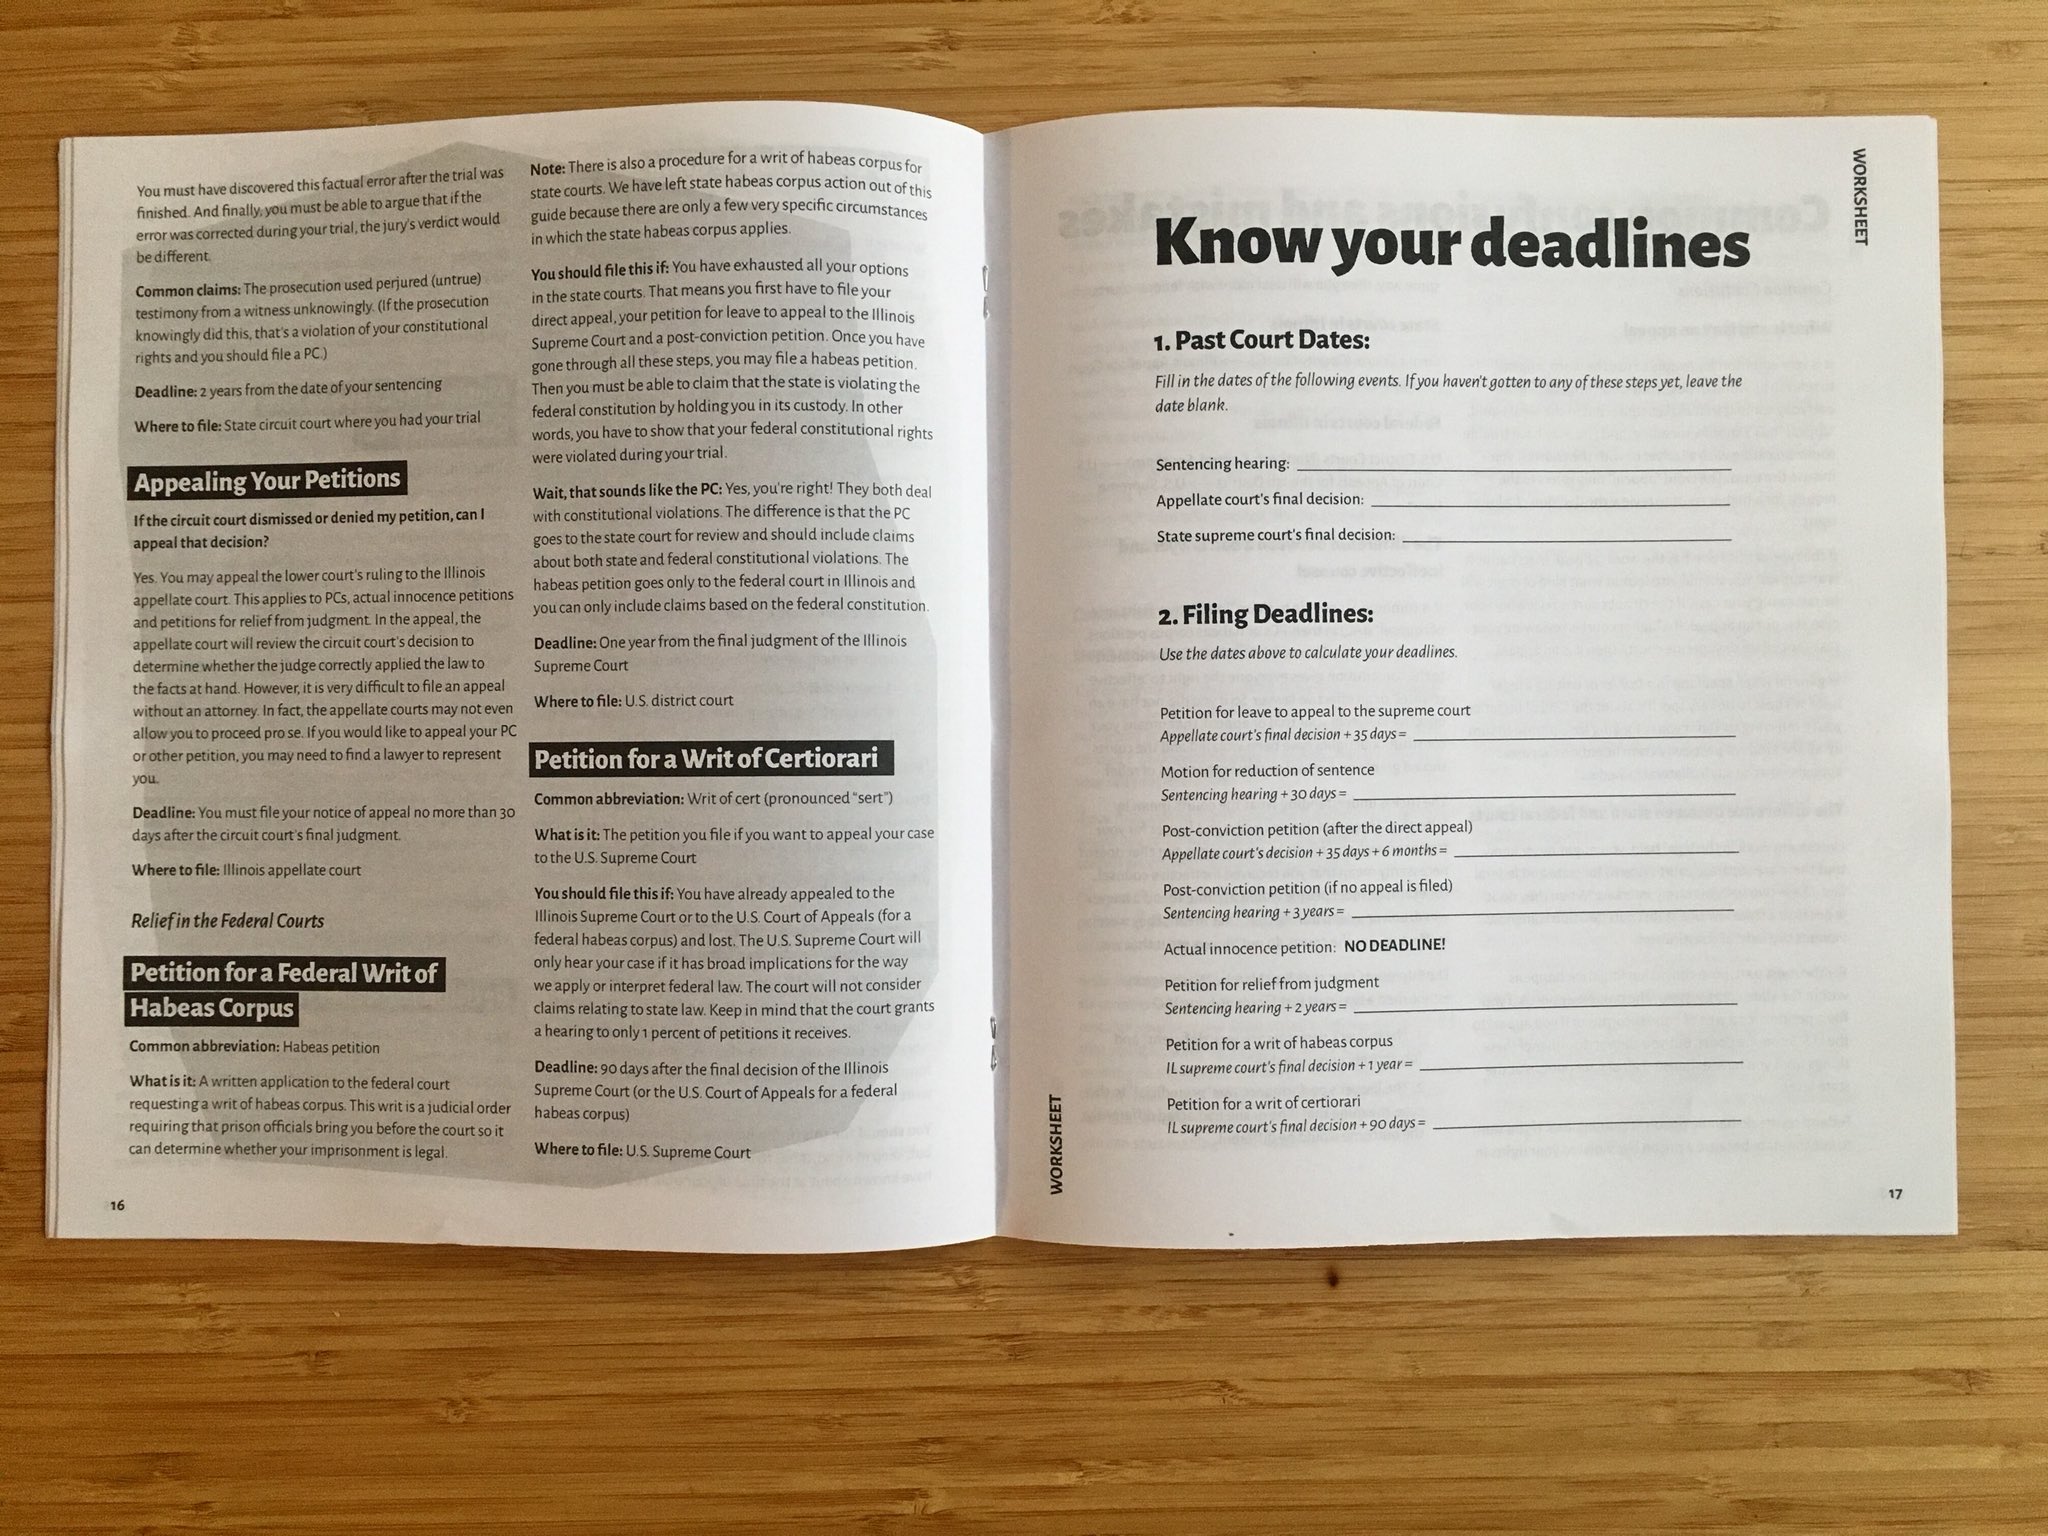 You must have discovered this factual error after the trial was
finished. And finally, you must be able to argue that if the
error was corrected during your trial, the jury's verdict would
be different.
Common claims: The prosecution used perjured (untrue)
testimony from a witness unknowingly. (If the prosecution
knowingly did this, that's a violation of your constitutional
rights and you should file a PC.)
Deadline: 2 years from the date of your sentencing
Where to file: State circuit court where you had your trial
Appealing Your Petitions
If the circuit court dismissed or denied my petition, can I
appeal that decision?
Yes. You may appeal the lower court's ruling to the Illinois
appellate court. This applies to PCs, actual innocence petitions
and petitions for relief from judgment. In the appeal, the
appellate court will review the circuit court's decision to
determine whether the judge correctly applied the law to
the facts at hand. However, it is very difficult to file an appeal
without an attorney. In fact, the appellate courts may not even
allow you to proceed pro se. If you would like to appeal your PC
or other petition, you may need to find a lawyer to represent
you.
Deadline: You must file your notice of appeal no more than 30
days after the circuit court's final judgment.
Where to file: Illinois appellate court
Relief in the Federal Courts
Petition for a Federal Writ of
Habeas Corpus
Common abbreviation: Habeas petition
What is it: A written application to the federal court
requesting a writ of habeas corpus. This writ is a judicial order
requiring that prison officials bring you before the court so it
can determine whether your imprisonment is legal.
16
Note: There is also a procedure for a writ of habeas corpus for
state courts. We have left state habeas corpus action out of this
guide because there are only a few very specific circumstances
in which the state habeas corpus applies.
You should file this if: You have exhausted all your options
in the state courts. That means you first have to file your
direct appeal, your petition for leave to appeal to the Illinois
Supreme Court and a post-conviction petition. Once you have
gone through all these steps, you may file a habeas petition.
Then you must be able to claim that the state is violating the
federal constitution by holding you in its custody. In other
words, you have to show that your federal constitutional rights
were violated during your trial.
Wait, that sounds like the PC: Yes, you're right! They both deal
with constitutional violations. The difference is that the PC
goes to the state court for review and should include claims
about both state and federal constitutional violations. The
habeas petition goes only to the federal court in Illinois and
you can only include claims based on the federal constitution.
Deadline: One year from the final judgment of the Illinois
Supreme Court
Where to file: U.S. district court
Petition for a Writ of Certiorari
Common abbreviation: Writ of cert (pronounced "sert")
What is it: The petition you file if you want to appeal your case
to the U.S. Supreme Court
You should file this if: You have already appealed to the
Illinois Supreme Court or to the U.S. Court of Appeals (for a
federal habeas corpus) and lost. The U.S. Supreme Court will
only hear your case if it has broad implications for the way
we apply or interpret federal law. The court will not consider
claims relating to state law. Keep in mind that the court grants
a hearing to only 1 percent of petitions it receives.
Deadline: 90 days after the final decision of the Illinois
Supreme Court (or the U.S. Court of Appeals for a federal
habeas corpus)
Where to file: U.S. Supreme Court
WORKSHEET
Know your deadlines
1. Past Court Dates:
Fill in the dates of the following events. If you haven't gotten to any of these steps yet, leave the
date blank.
Sentencing hearing:
Appellate court's final decision:
State supreme court's final decision:
2. Filing Deadlines:
Use the dates above to calculate your deadlines.
Petition for leave to appeal to the supreme court
Appellate court's final decision + 35 days =
Motion for reduction of sentence
Sentencing hearing + 30 days =
Post-conviction petition (after the direct appeal)
Appellate court's decision + 35 days + 6 months =
Post-conviction petition (if no appeal is filed)
Sentencing hearing + 3 years =
Actual innocence petition: NO DEADLINE!
Petition for relief from judgment
Sentencing hearing + 2 years =
Petition for a writ of habeas corpus
IL supreme court's final decision + 1 year =
Petition for a writ of certiorari
IL supreme court's final decision + 90 days =
WORKSHEET
17